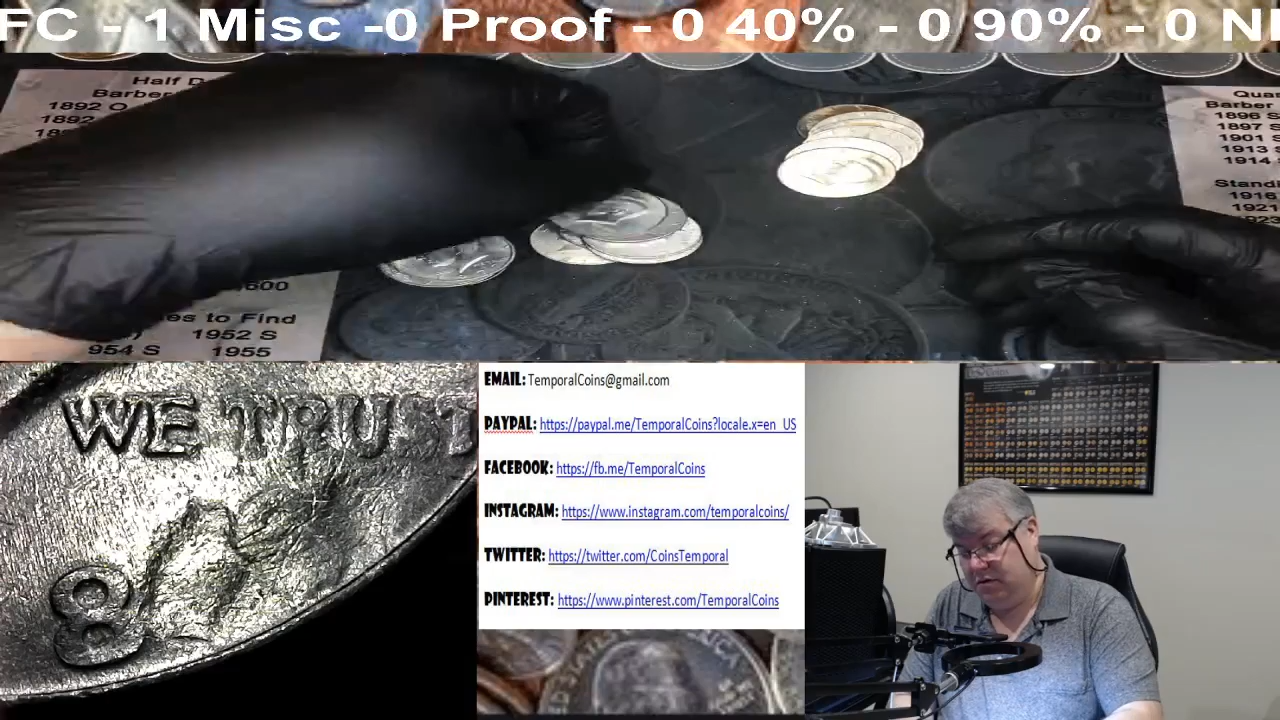 FC - 1 Misc -0 Proof - 0 40% - 0 90% - 0
Half
Barber
1892 O
1892
Barber
1896 S
1897
1901
1913
1914
1916
1921
to Find
1952 S
954 S 1955
WE TRUST
8
EMAIL: TemporalCoins@gmail.com
PAYPAL: https://paypal.me/TemporalCoins?locale.x=en_US
FACEBOOK: https://fb.me/TemporalCoins
INSTAGRAM: https://www.instagram.com/temporalcoins/
TWITTER: https://twitter.com/CoinsTemporal
PINTEREST: https://www.pinterest.com/TemporalCoins